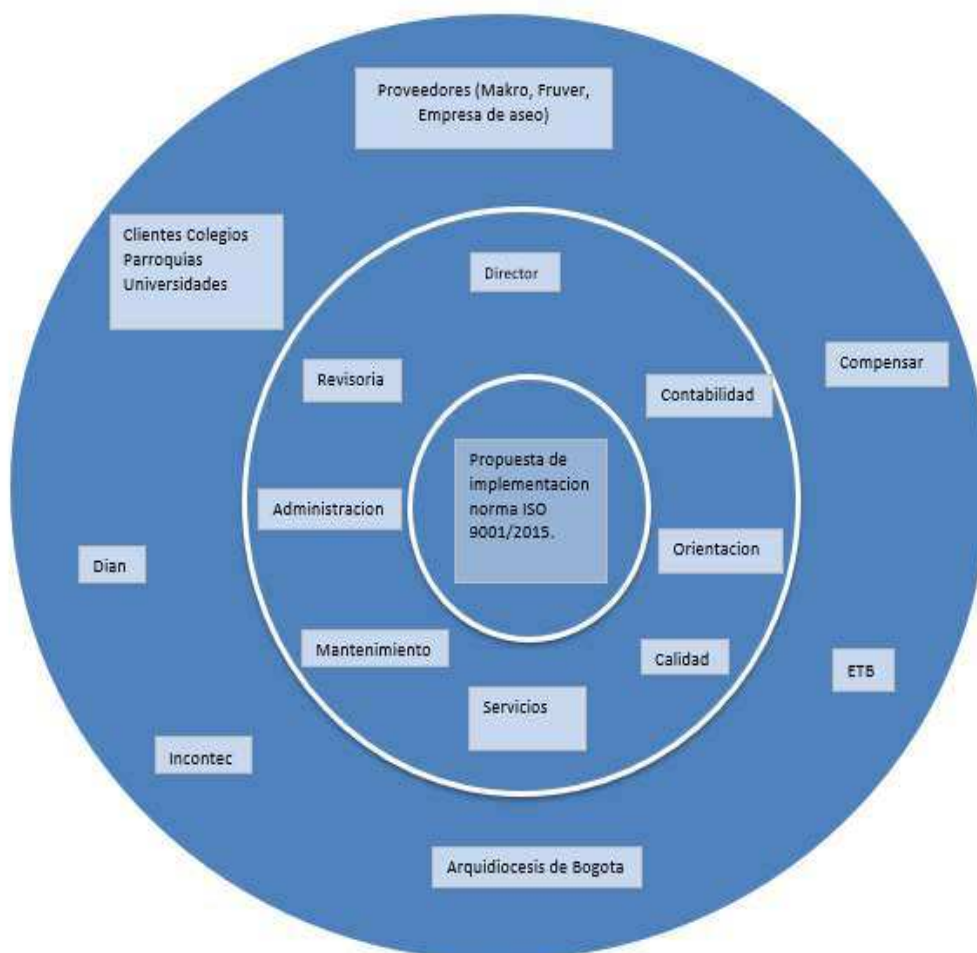 Proveedores (Makro, Fruver,
Empresa de aseo)
Clientes Colegios
Parroquias
Universidades
Director
Compensar
Revisoria
Contabilidad
Propuesta de
implementacion
norma ISO
9001/2015.
Administracion
Orientacion
Dian
Mantenimiento
Calidad
ETB
Servicios
Incontec
Arquidiocesis de Bogota